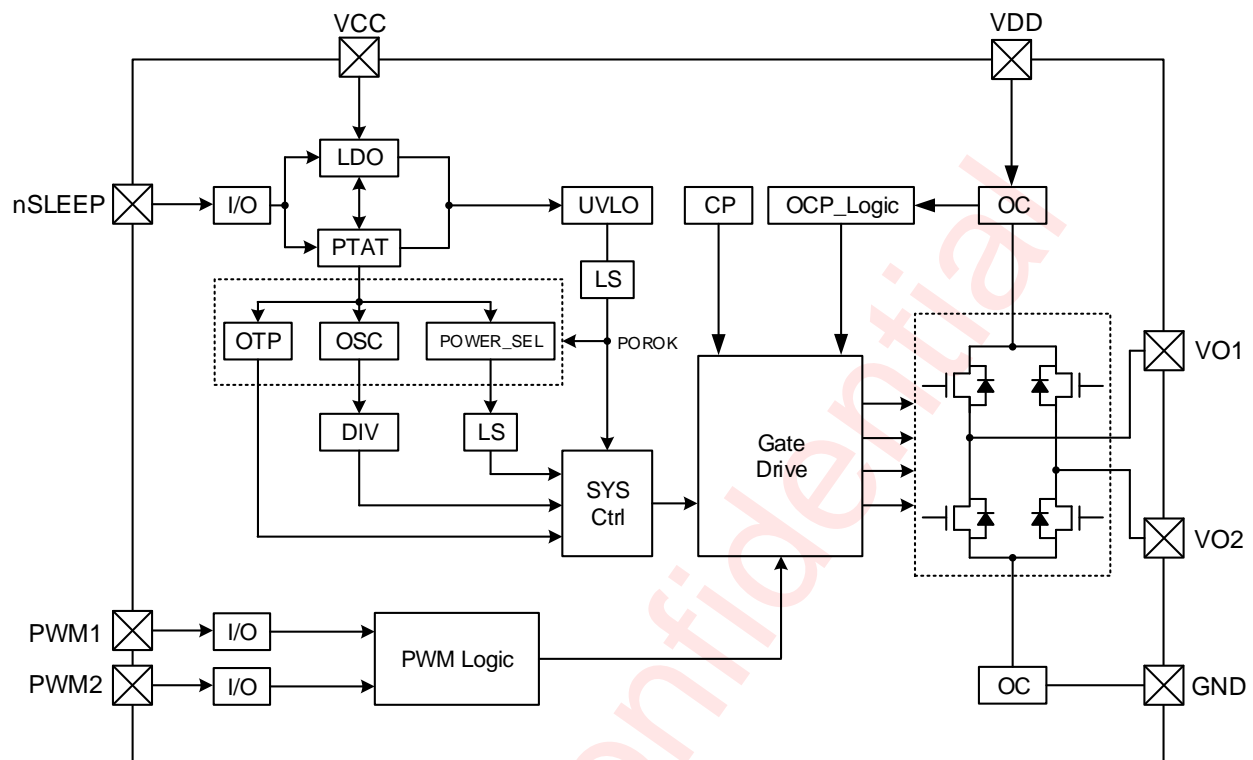 VCC
VDD
LDO
nSLEEP
I/O
UVLO
CP
OCP_Logic
OC
PTAT
LS
OTP
OSC
POWER_SEL
POROK
VO1
DIV
LS
Gate
Drive
SYS
Ctrl
VO2
PWM1
I/O
PWM Logic
PWM2
I/O
OC
GND
onfidential